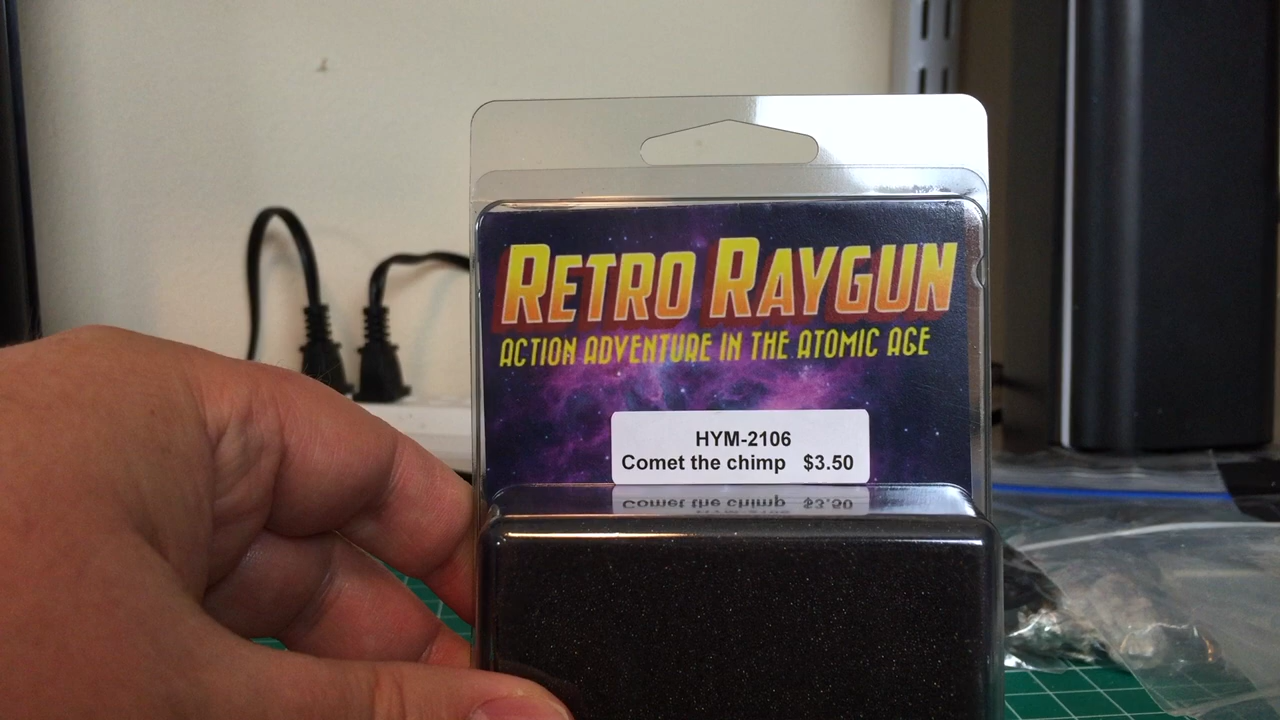 RETRO RAYGUN
ACTION ADVENTURE IN THE ATOMIC AGE
HYM-2106
Comet the chimp $3.50